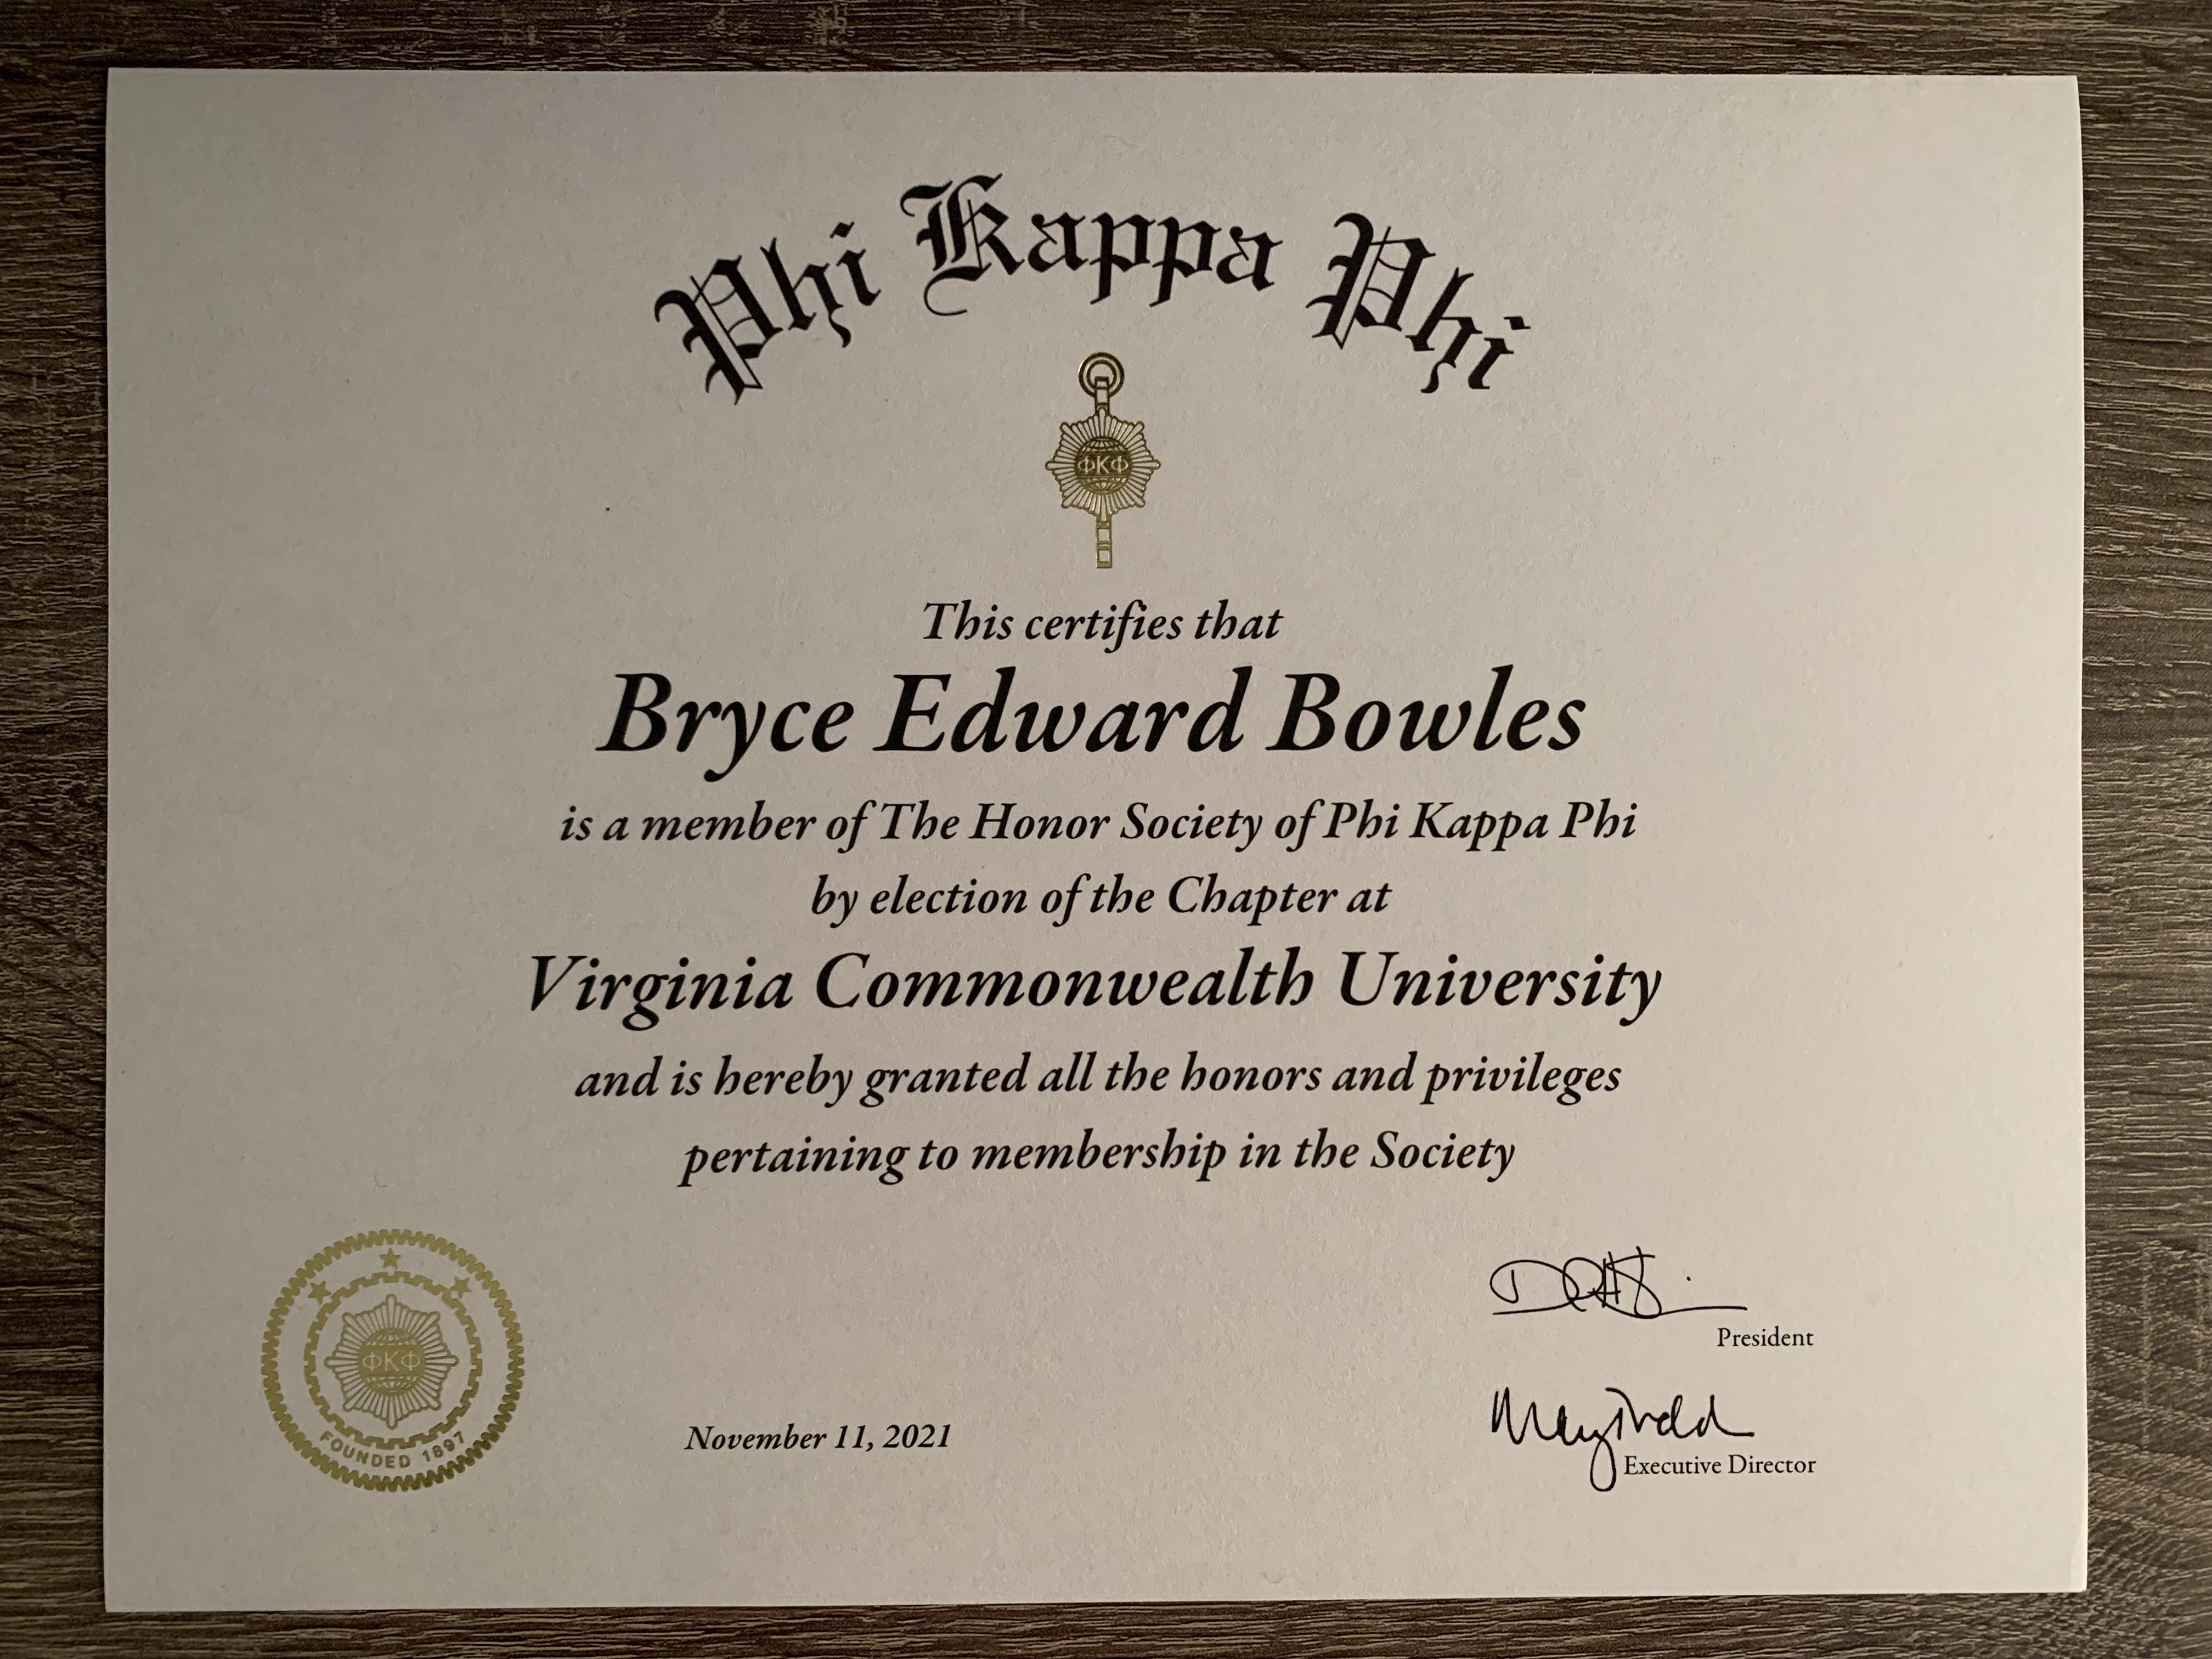 Phi Kappa Phi
ΦΚΦ
This certifies that
Bryce Edward Bowles
is a member of The Honor Society of Phi Kappa Phi
by election of the Chapter at
Virginia Commonwealth University
and is hereby granted all the honors and privileges
pertaining to membership in the Society
ΦΚΦ
FOUNDED 1897
November 11, 2021
President
Executive Director